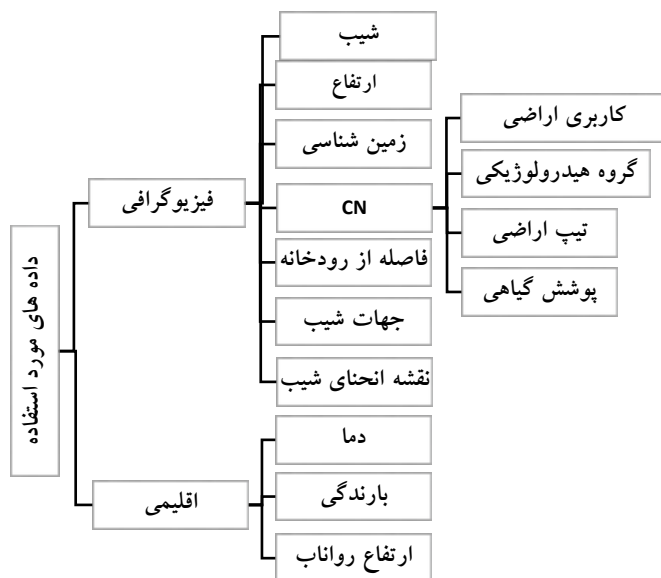 داده های مورد استفاده
فیزیوگرافی
شیب
ارتفاع
زمین شناسی
CN
کاربری اراضی
گروه هیدرولوژیکی
تیپ اراضی
پوشش گیاهی
فاصله از رودخانه
جهات شیب
نقشه انحنای شیب
اقلیمی
دما
بارندگی
ارتفاع رواناب